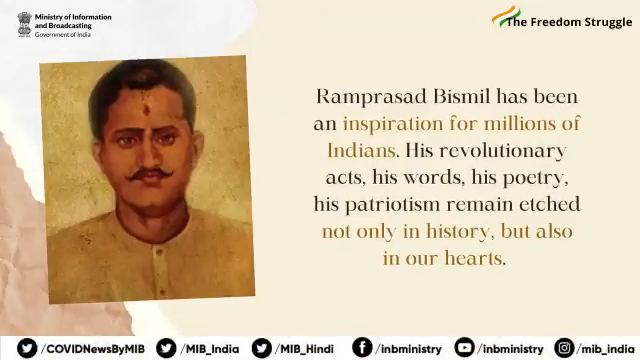 Ministry of Information
and Broadcasting
Government of India
The Freedom Struggle
Ramprasad Bismil has been
an inspiration for millions of
Indians. His revolutionary
acts, his words, his poetry,
his patriotism remain etched
not only in history, but also
in our hearts.
/COVIDNewsByMIB
/MIB_India
/MIB_Hindi
/inbministry
/inbministry
/mib_india